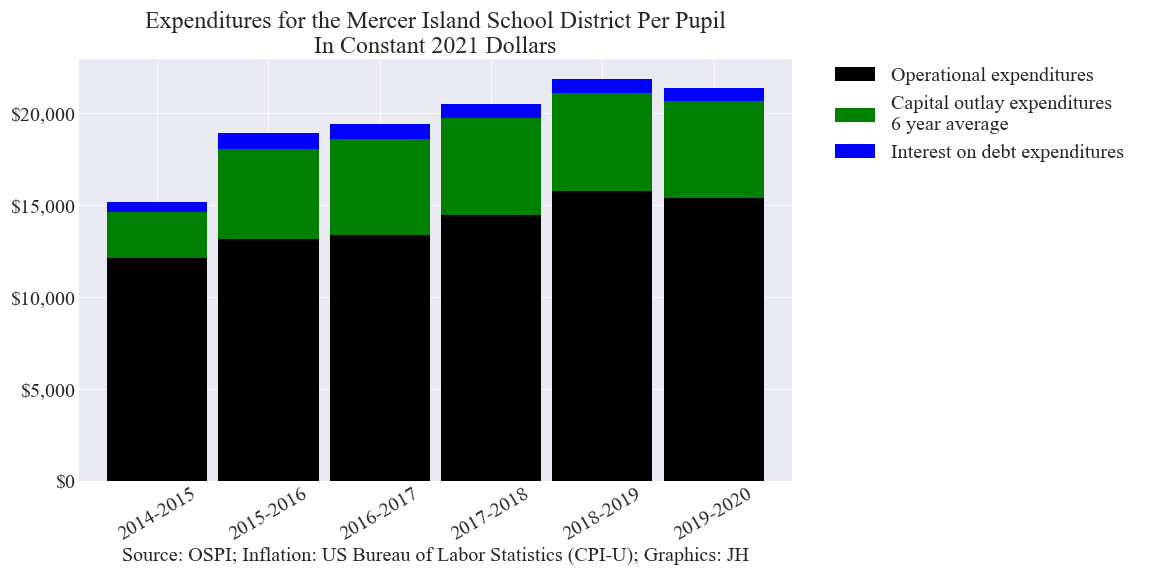 Expenditures for the Mercer Island School District Per Pupil
In Constant 2021 Dollars
Operational expenditures
Capital outlay expenditures
6 year average
Interest on debt expenditures
$20,000
$15,000
$10,000
$5,000
$0
2014-2015
2015-2016
2016-2017
2017-2018
2018-2019
2019-2020
Source: OSPI; Inflation: US Bureau of Labor Statistics (CPI-U); Graphics: JH